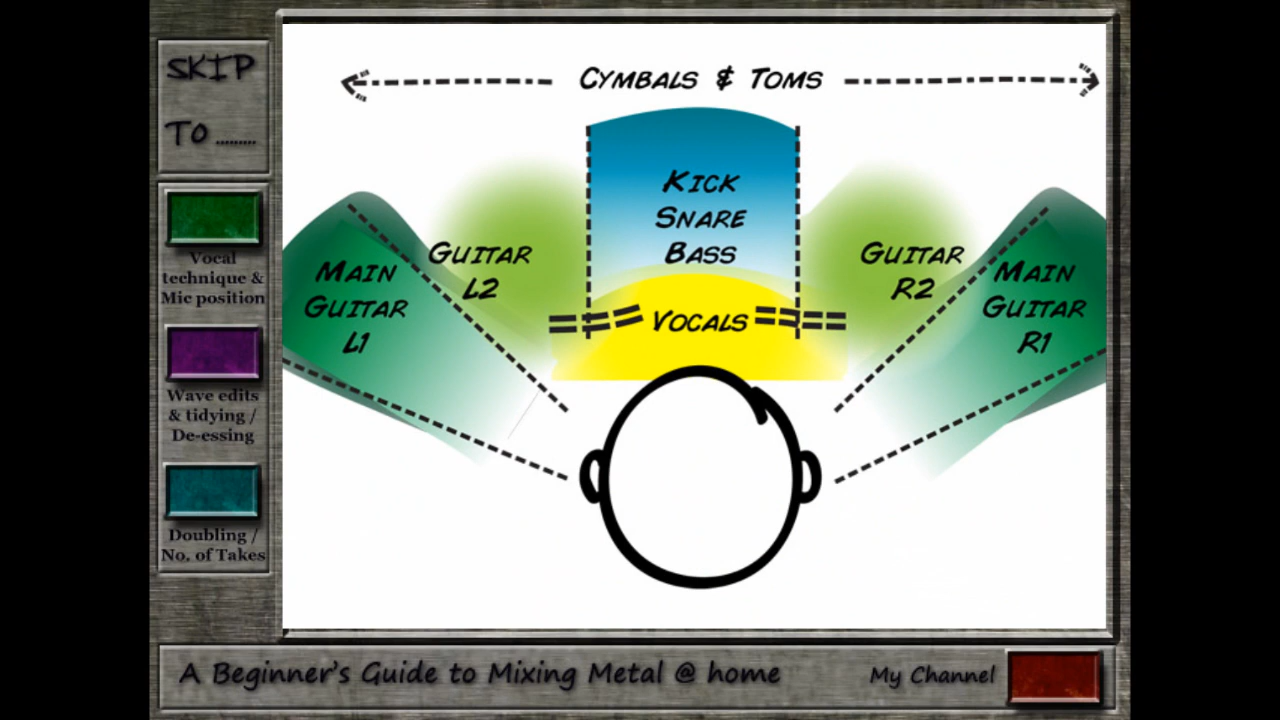 SKIP
TO ..........
Vocal
technique &
Mic position
Wave edits
& tidying /
De-essing
Doubling /
No. of Takes
CYMBALS & TOMS
KICK
SNARE
BASS
VOCALS
GUITAR
L2
MAIN
GUITAR
L1
GUITAR
R2
MAIN
GUITAR
R1
A Beginner's Guide to Mixing Metal @ home
My Channel